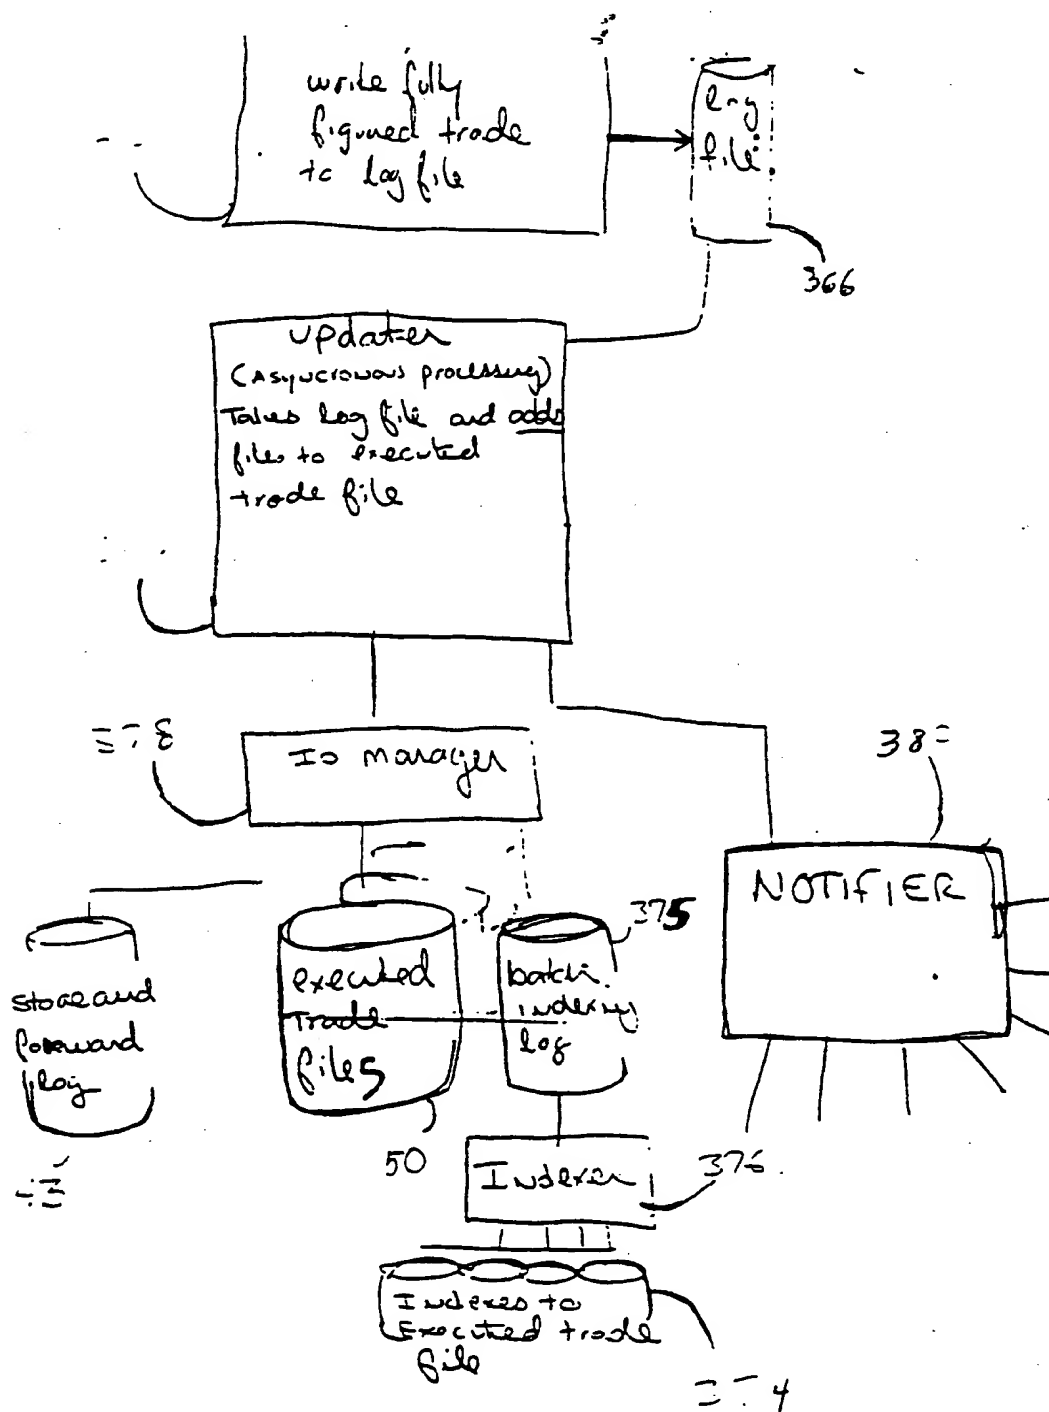 write fully
figured trade
to log file
log
file
366
updater
(Asyncronous processing)
Takes log file and adds
files to executed
trade file
IO manager
NOTIFIER
375
executed
trade
files
batch
indexing
log
store and
forward
log
50
376
Indexer
Indexes to
Executed trade
file